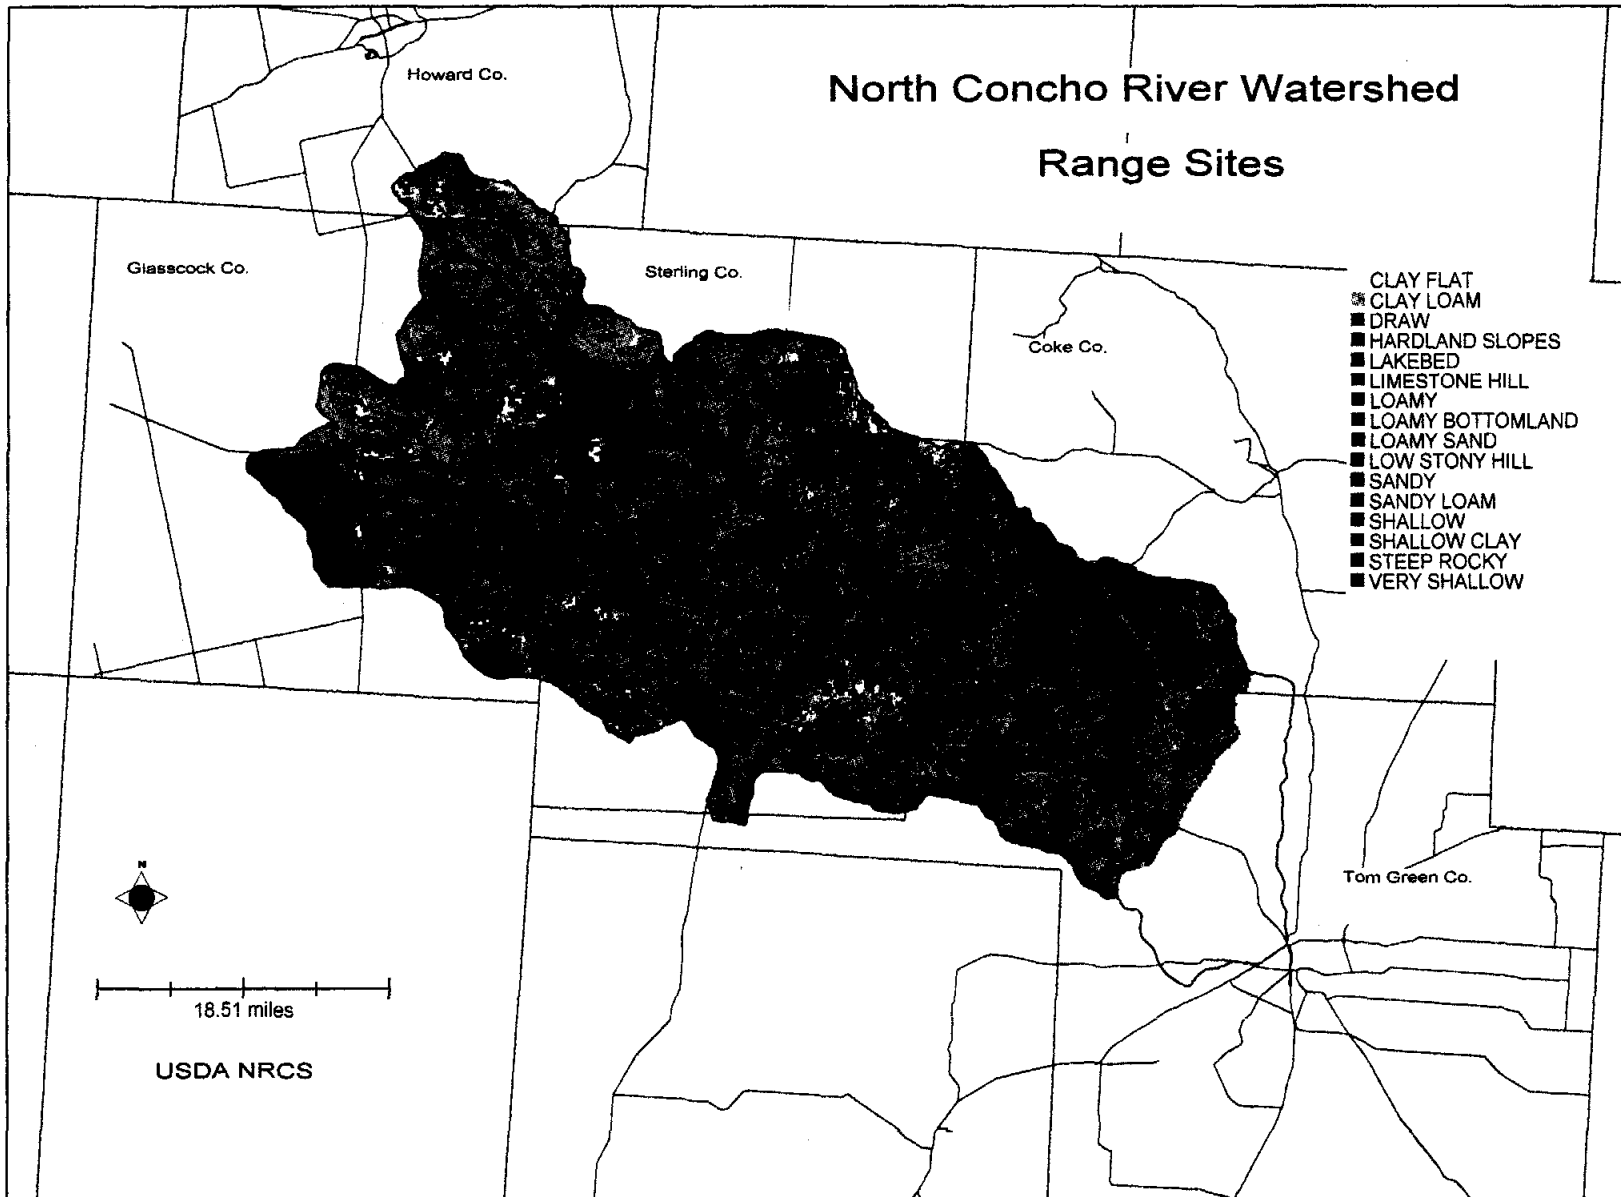 North Concho River Watershed
Range Sites
Howard Co.
Glasscock Co.
Sterling Co.
Coke Co.
CLAY FLAT
CLAY LOAM
DRAW
HARDLAND SLOPES
LAKEBED
LIMESTONE HILL
LOAMY
LOAMY BOTTOMLAND
LOAMY SAND
LOW STONY HILL
SANDY
SANDY LOAM
SHALLOW
SHALLOW CLAY
STEEP ROCKY
VERY SHALLOW
N
Tom Green Co.
18.51 miles
USDA NRCS